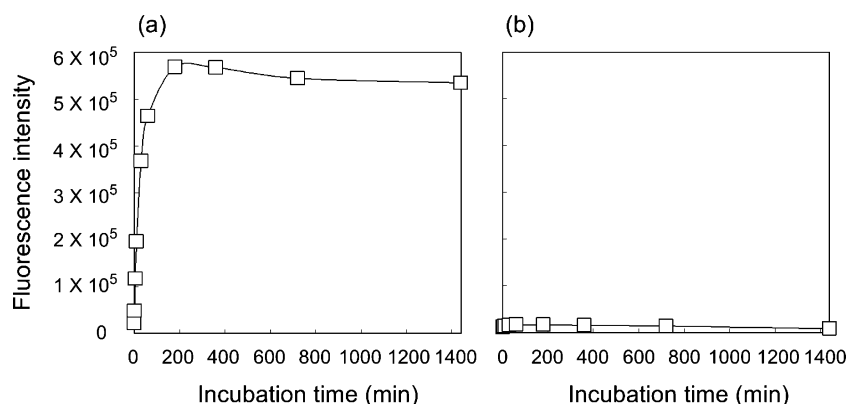 (a)
(b)
Fluorescence intensity
6 X 10⁵
5 X 10⁵
4 X 10⁵
3 X 10⁵
2 X 10⁵
1 X 10⁵
0
0 200 400 600 800 1000 1200 1400
0 200 400 600 800 1000 1200 1400
Incubation time (min)
Incubation time (min)